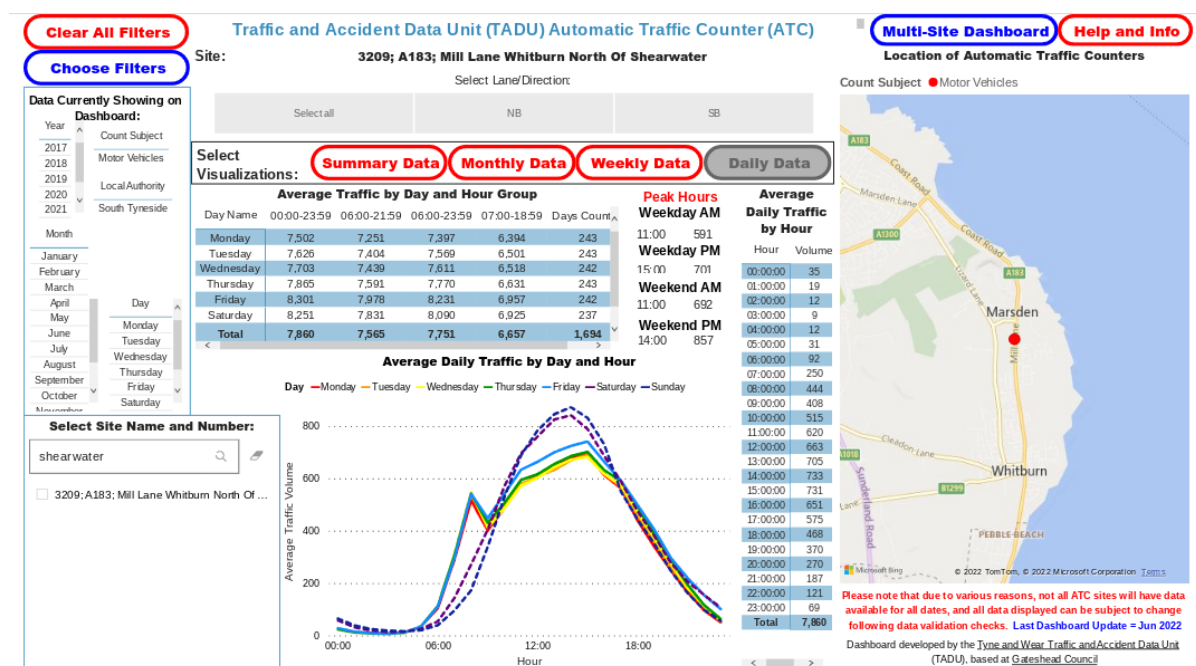 Clear All Filters
Choose Filters
Traffic and Accident Data Unit (TADU) Automatic Traffic Counter (ATC)
Site:
3209; A183; Mill Lane Whitburn North Of Shearwater
Select Lane/Direction:
Select all
NB
SB
Multi-Site Dashboard
Help and Info
Location of Automatic Traffic Counters
Count Subject Motor Vehicles
Data Currently Showing on
Dashboard:
Year
2017
2018
2019
2020
2021
Count Subject
Motor Vehicles
Local Authority
South Tyneside
Month
January
February
March
April
May
June
July
August
September
October
November
Day
Monday
Tuesday
Wednesday
Thursday
Friday
Saturday
Select
Visualizations:
Summary Data
Monthly Data
Weekly Data
Daily Data
Average Traffic by Day and Hour Group
Day Name 00:00-23:59 06:00-21:59 06:00-23:59 07:00-18:59 Days Count
Monday 7,502 7,251 7,397 6,394 243
Tuesday 7,626 7,404 7,569 6,501 243
Wednesday 7,703 7,439 7,611 6,518 242
Thursday 7,865 7,591 7,770 6,631 243
Friday 8,301 7,978 8,231 6,957 242
Saturday 8,251 7,831 8,090 6,925 237
Total 7,860 7,565 7,751 6,657 1,694
Peak Hours
Weekday AM
11:00 591
Weekday PM
15:00 701
Weekend AM
11:00 692
Weekend PM
14:00 857
Average
Daily Traffic
by Hour
Hour Volume
00:00:00 35
01:00:00 19
02:00:00 12
03:00:00 9
04:00:00 12
05:00:00 31
06:00:00 92
07:00:00 250
08:00:00 444
09:00:00 408
10:00:00 515
11:00:00 620
12:00:00 663
13:00:00 705
14:00:00 733
15:00:00 731
16:00:00 651
17:00:00 575
18:00:00 468
19:00:00 370
20:00:00 270
21:00:00 187
22:00:00 121
23:00:00 69
Total 7,860
Select Site Name and Number:
shearwater
3209; A183; Mill Lane Whitburn North Of ...
Average Daily Traffic by Day and Hour
Day Monday Tuesday Wednesday Thursday Friday Saturday Sunday
Average Traffic Volume
800
600
400
200
0
00:00
06:00
12:00
18:00
Hour
A183
Coast Road
Marsden Lane
A1300
Coast Road
Lizard Lane
A183
Marsden
Mill Lane
Cleadon Lane
A1018
Whitburn
B1299
Lane
Sunderland Road
PEBBLE BEACH
Microsoft Bing
© 2022 TomTom, © 2022 Microsoft Corporation Terms
Please note that due to various reasons, not all ATC sites will have data
available for all dates, and all data displayed can be subject to change
following data validation checks. Last Dashboard Update = Jun 2022
Dashboard developed by the Tyne and Wear Traffic and Accident Data Unit
(TADU), based at Gateshead Council